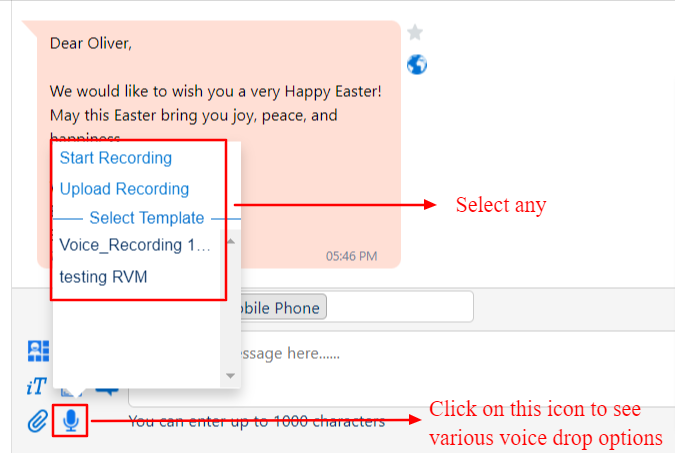 Dear Oliver,
We would like to wish you a very Happy Easter!
May this Easter bring you joy, peace, and
happiness
Start Recording
Upload Recording
Select Template
Voice_Recording 1...
testing RVM
Select any
05:46 PM
Phone
here......
iT
You can enter up to 1000 characters
Click on this icon to see
various voice drop options